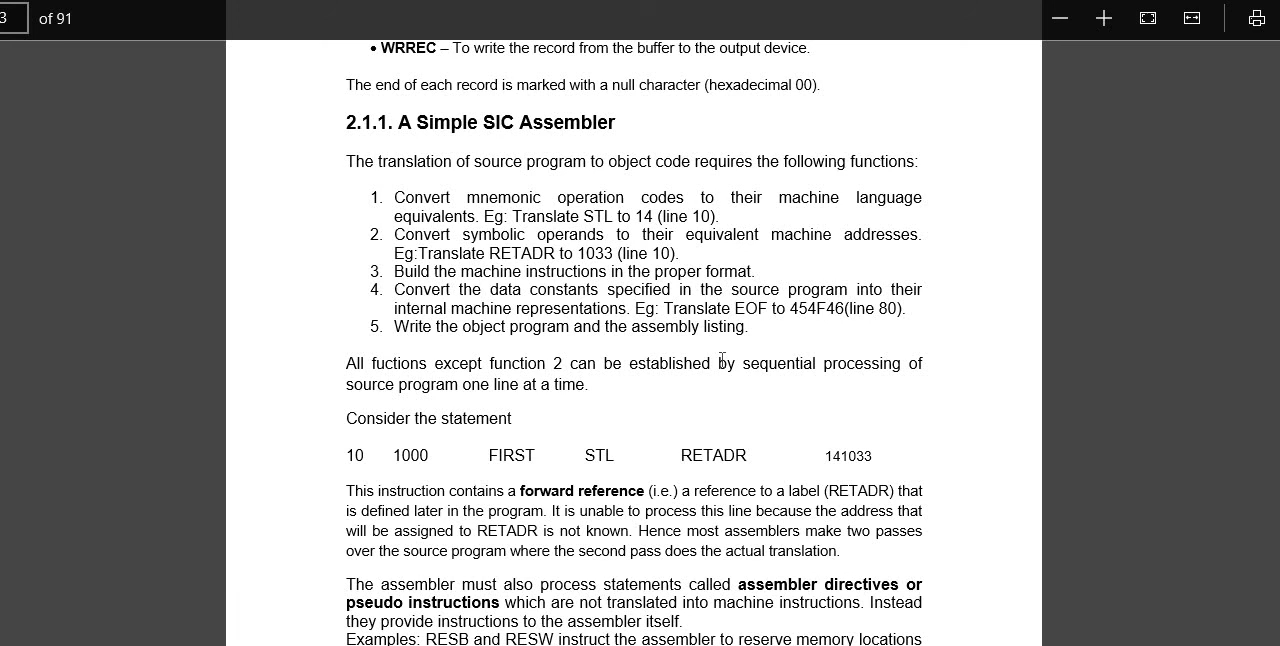 3 of 91
• WRREC – To write the record from the buffer to the output device.
The end of each record is marked with a null character (hexadecimal 00).
2.1.1. A Simple SIC Assembler
The translation of source program to object code requires the following functions:
1. Convert mnemonic operation codes to their machine language
equivalents. Eg: Translate STL to 14 (line 10).
2. Convert symbolic operands to their equivalent machine addresses.
Eg:Translate RETADR to 1033 (line 10).
3. Build the machine instructions in the proper format.
4. Convert the data constants specified in the source program into their
internal machine representations. Eg: Translate EOF to 454F46(line 80).
5. Write the object program and the assembly listing.
All fuctions except function 2 can be established by sequential processing of
source program one line at a time.
Consider the statement
10 1000 FIRST STL RETADR 141033
This instruction contains a forward reference (i.e.) a reference to a label (RETADR) that
is defined later in the program. It is unable to process this line because the address that
will be assigned to RETADR is not known. Hence most assemblers make two passes
over the source program where the second pass does the actual translation.
The assembler must also process statements called assembler directives or
pseudo instructions which are not translated into machine instructions. Instead
they provide instructions to the assembler itself.
Examples: RESB and RESW instruct the assembler to reserve memory locations